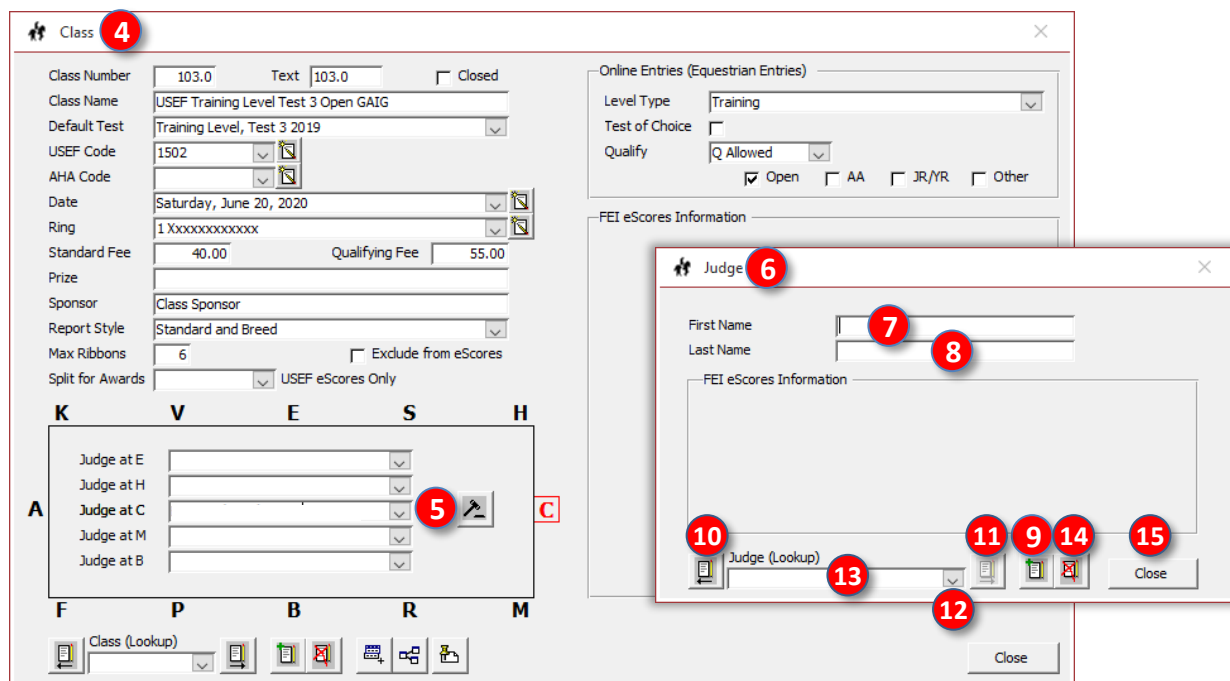 Class 4
Class Number 103.0 Text 103.0 Closed
Class Name USEF Training Level Test 3 Open GAIG
Default Test Training Level, Test 3 2019
USEF Code 1502
AHA Code
Date Saturday, June 20, 2020
Ring 1 Xxxxxxxxxxxx
Standard Fee 40.00 Qualifying Fee 55.00
Prize
Sponsor Class Sponsor
Report Style Standard and Breed
Max Ribbons 6 Exclude from eScores
Split for Awards USEF eScores Only
K V E S H
Judge at E
Judge at H
A Judge at C 5 C
Judge at M
Judge at B
F P B R M
Class (Lookup)
Close
Online Entries (Equestrian Entries)
Level Type Training
Test of Choice
Qualify Q Allowed
Open AA JR/YR Other
FEI eScores Information
Judge 6
First Name 7
Last Name 8
FEI eScores Information
10 11 9 14 15
Judge (Lookup)
13 Close
12